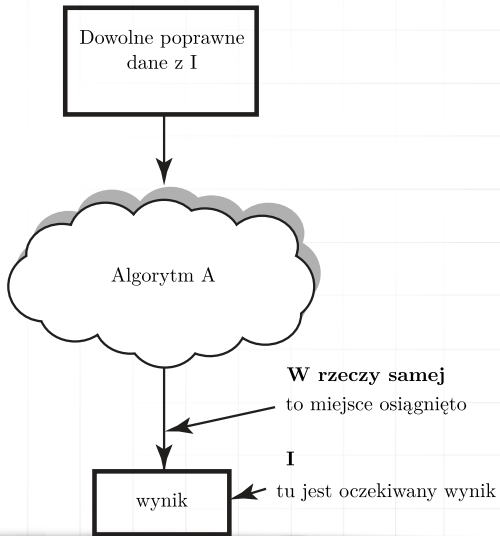 Dowolne poprawne
dane z I
Algorytm A
W rzeczy samej
to miejsce osiągnięto
I
tu jest oczekiwany wynik
wynik